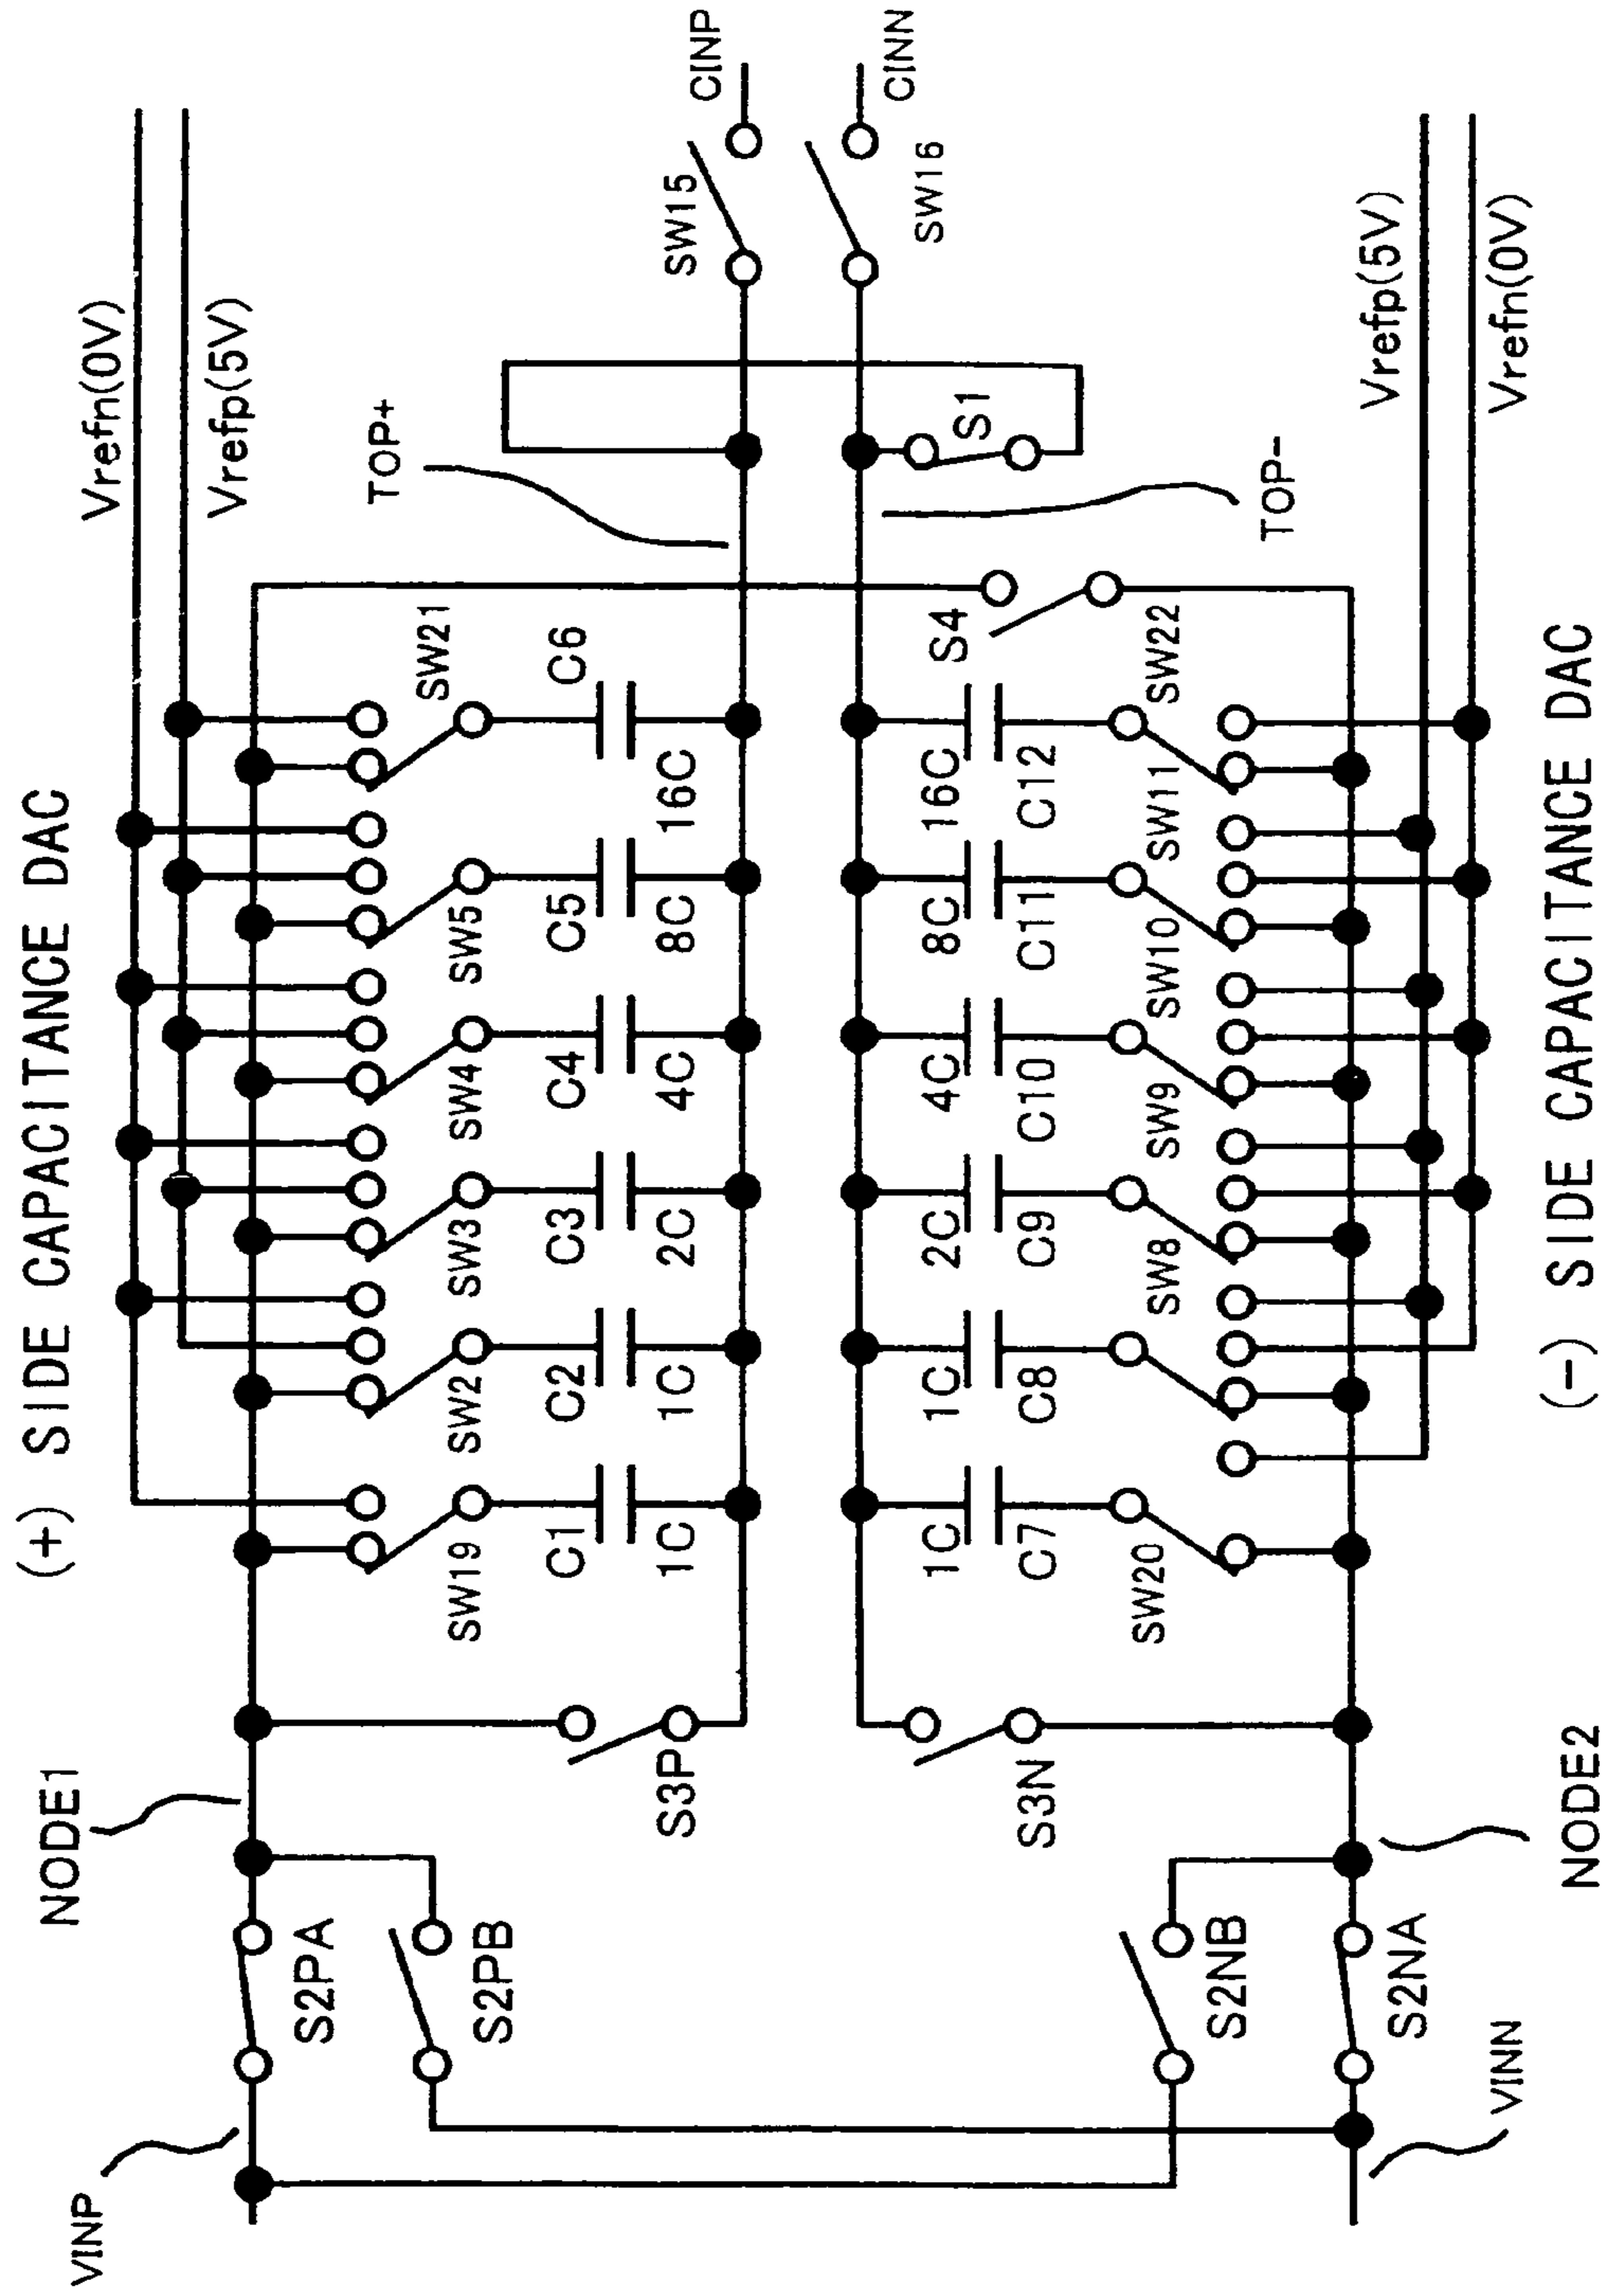 (+) SIDE CAPACITANCE DAC
Vrefn(0V)
Vrefp(5V)
VINP
NODE1
S2PA
S2PB
SW19
SW2
SW3
SW4
SW5
SW21
C1
C2
C3
C4
C5
C6
1C
1C
2C
4C
8C
16C
S3P
TOP+
SW15
CINP
CINN
SW16
S1
TOP-
S4
S3N
1C
1C
2C
4C
8C
16C
C7
C8
C9
C10
C11
C12
SW20
SW8
SW9
SW10
SW11
SW22
S2NB
S2NA
VINN
NODE2
Vrefp(5V)
Vrefn(0V)
(-) SIDE CAPACITANCE DAC